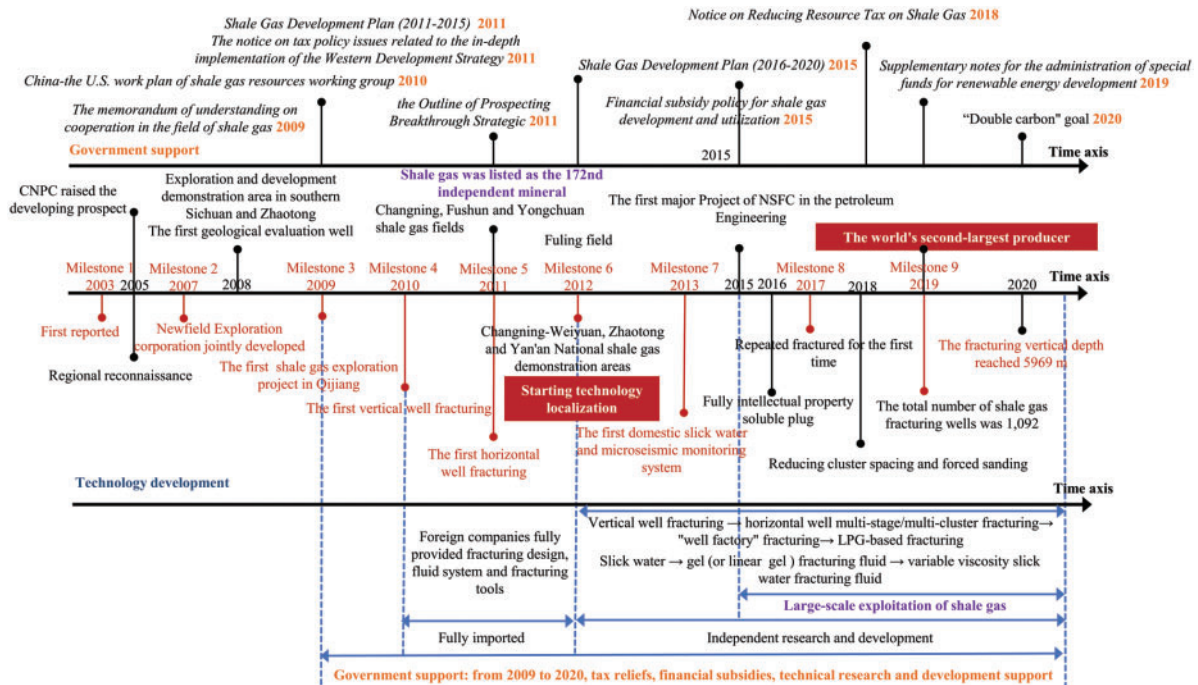 Shale Gas Development Plan (2011-2015) 2011
The notice on tax policy issues related to the in-depth
implementation of the Western Development Strategy 2011
China-the U.S. work plan of shale gas resources working group 2010
The memorandum of understanding on
cooperation in the field of shale gas 2009
the Outline of Prospecting
Breakthrough Strategic 2011
Notice on Reducing Resource Tax on Shale Gas 2018
Shale Gas Development Plan (2016-2020) 2015
Financial subsidy policy for shale gas
development and utilization 2015
Supplementary notes for the administration of special
funds for renewable energy development
2019
“Double carbon" goal 2020
Government support
2015
Time axis
CNPC raised the
developing prospect
Exploration and development
demonstration area in southern
Sichuan and Zhaotong
The first geological evaluation well
Shale gas was listed as the 172nd
independent mineral
Changning, Fushun and Yongchuan
shale gas fields
Fuling field
The first major Project of NSFC in the petroleum
Engineering
The world's second-largest producer
Milestone 1
2003
2005
Milestone 2
2007
2008
Milestone 3
2009
Milestone 4
2010
Milestone 5
2011
Milestone 6
2012
Milestone 7
2013
2015
2016
Milestone 8
2017
2018
Milestone 9
2019
2020
Time axis
First reported
Regional reconnaissance
Newfield Exploration
corporation jointly developed
The first shale gas exploration
project in Qijiang
The first vertical well fracturing
The first horizontal
well fracturing
Changning-Weiyuan, Zhaotong
and Yan'an National shale gas
demonstration areas
Starting technology
localization
The first domestic slick water
and microseismic monitoring
system
Fully intellectual property
soluble plug
Repeated fractured for the first
time
Reducing cluster spacing and forced sanding
The total number of shale gas
fracturing wells was 1,092
The fracturing vertical depth
reached 5969 m
Technology development
Time axis
Foreign companies fully
provided fracturing design,
fluid system and fracturing
tools
Vertical well fracturing → horizontal well multi-stage/multi-cluster fracturing→
"well factory" fracturing→ LPG-based fracturing
Slick water → gel (or linear gel ) fracturing fluid → variable viscosity slick
water fracturing fluid
Large-scale exploitation of shale gas
Fully imported
Independent research and development
Government support: from 2009 to 2020, tax reliefs, financial subsidies, technical research and development support